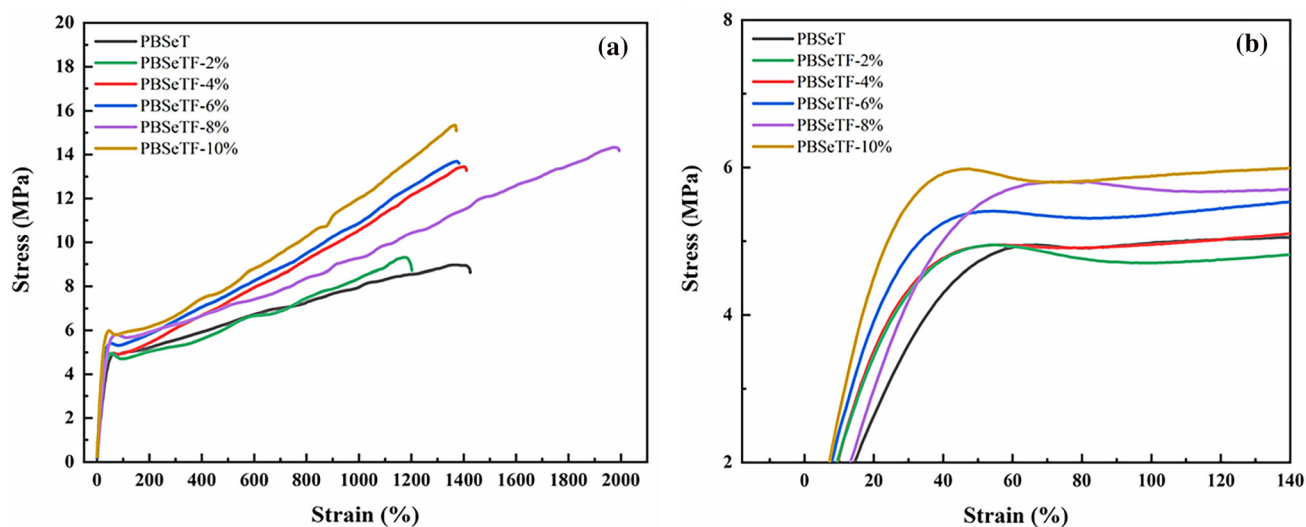 (a)
PBSeT
PBSeTF-2%
PBSeTF-4%
PBSeTF-6%
PBSeTF-8%
PBSeTF-10%
Stress (MPa)
20
18
16
14
12
10
8
6
4
2
0
0 200 400 600 800 1000 1200 1400 1600 1800 2000
Strain (%)
(b)
PBSeT
PBSeTF-2%
PBSeTF-4%
PBSeTF-6%
PBSeTF-8%
PBSeTF-10%
Stress (MPa)
8
6
4
2
0 20 40 60 80 100 120 140
Strain (%)